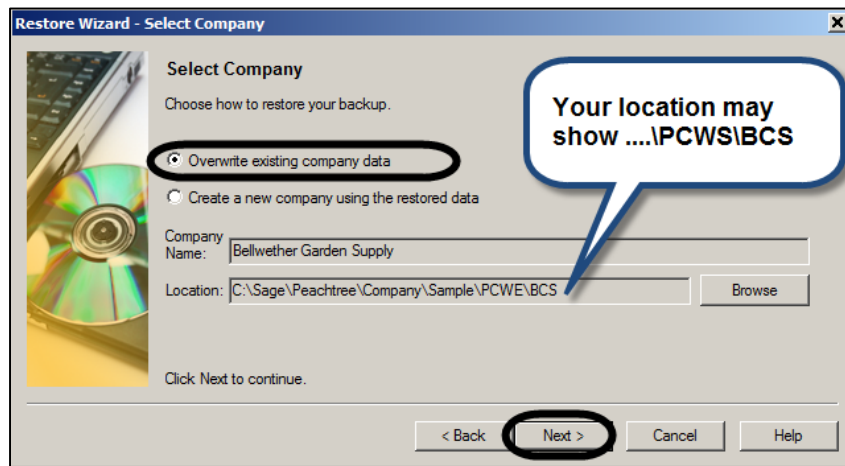 Restore Wizard - Select Company
Select Company
Choose how to restore your backup.
Overwrite existing company data
Create a new company using the restored data
Company Name: Bellwether Garden Supply
Location: C:\Sage\Peachtree\Company\Sample\PCWE\BCS
Browse
Your location may
show ....\PCWS\BCS
Click Next to continue.
< Back Next > Cancel Help